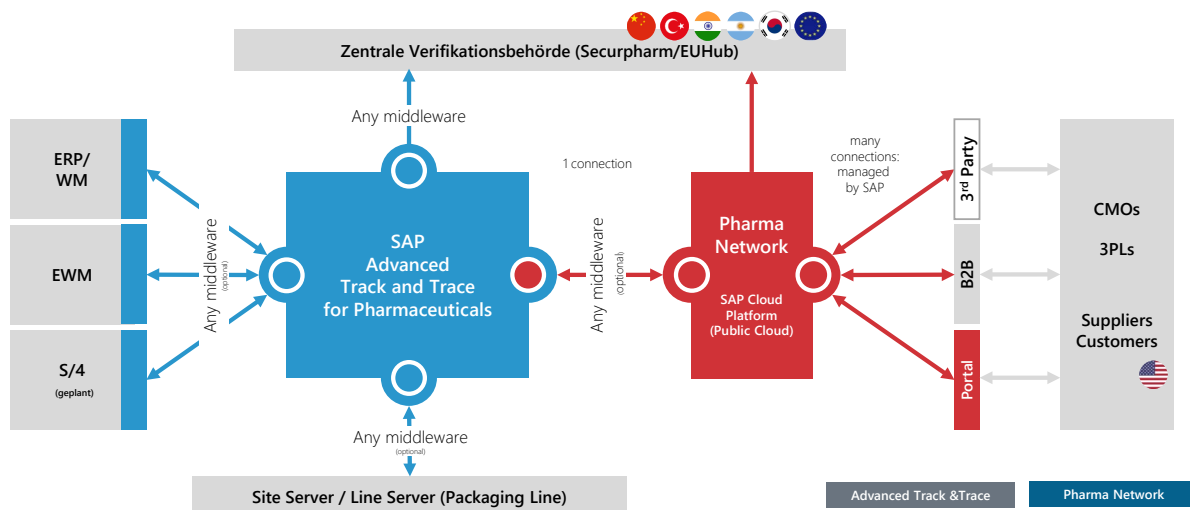 Zentrale Verifikationsbehörde (Securpharm/EUHub)
Any middleware
ERP/
WM
EWM
S/4
(geplant)
Any middleware
(optional)
SAP
Advanced
Track and Trace
for Pharmaceuticals
1 connection
Any middleware
(optional)
Pharma
Network
SAP Cloud
Platform
(Public Cloud)
many
connections:
managed
by SAP
3rd Party
B2B
Portal
CMOs
3PLs
Suppliers
Customers
Any middleware
(optional)
Site Server / Line Server (Packaging Line)
Advanced Track &Trace
Pharma Network